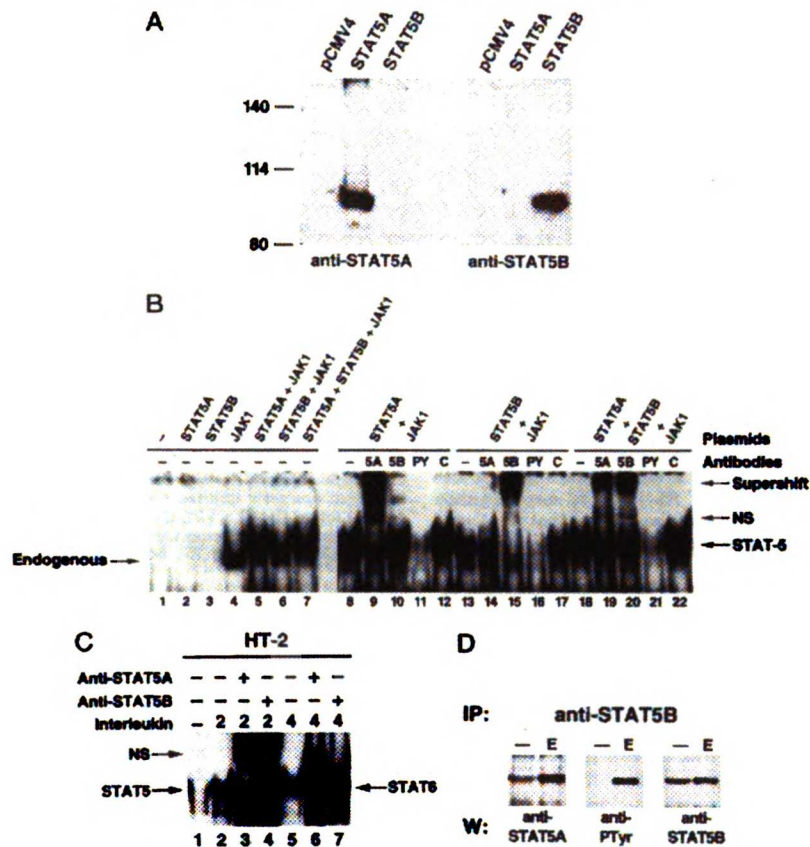 A
pCMV4 STAT5A STAT5B pCMV4 STAT5A STAT5B
140
114
80
anti-STAT5A anti-STAT5B
B
- STAT5A STAT5B JAK1 STAT5A + JAK1 STAT5B + JAK1 STAT5A + STAT5B + JAK1
STAT5A + JAK1 STAT5B + JAK1 STAT5A + STAT5B + JAK1 Plasmids
- - - - - - - - 5A 5B PY C - 5A 5B PY C - 5A 5B PY C Antibodies
Supershift
NS
Endogenous STAT-5
1 2 3 4 5 6 7 8 9 10 11 12 13 14 15 16 17 18 19 20 21 22
C
HT-2
Anti-STAT5A - - + - - + -
Anti-STAT5B - - - + - - +
Interleukin - 2 2 2 4 4 4
NS
STAT5 STAT6
1 2 3 4 5 6 7
D
IP: anti-STAT5B
- E - E - E
W: anti-STAT5A anti-PTyr anti-STAT5B